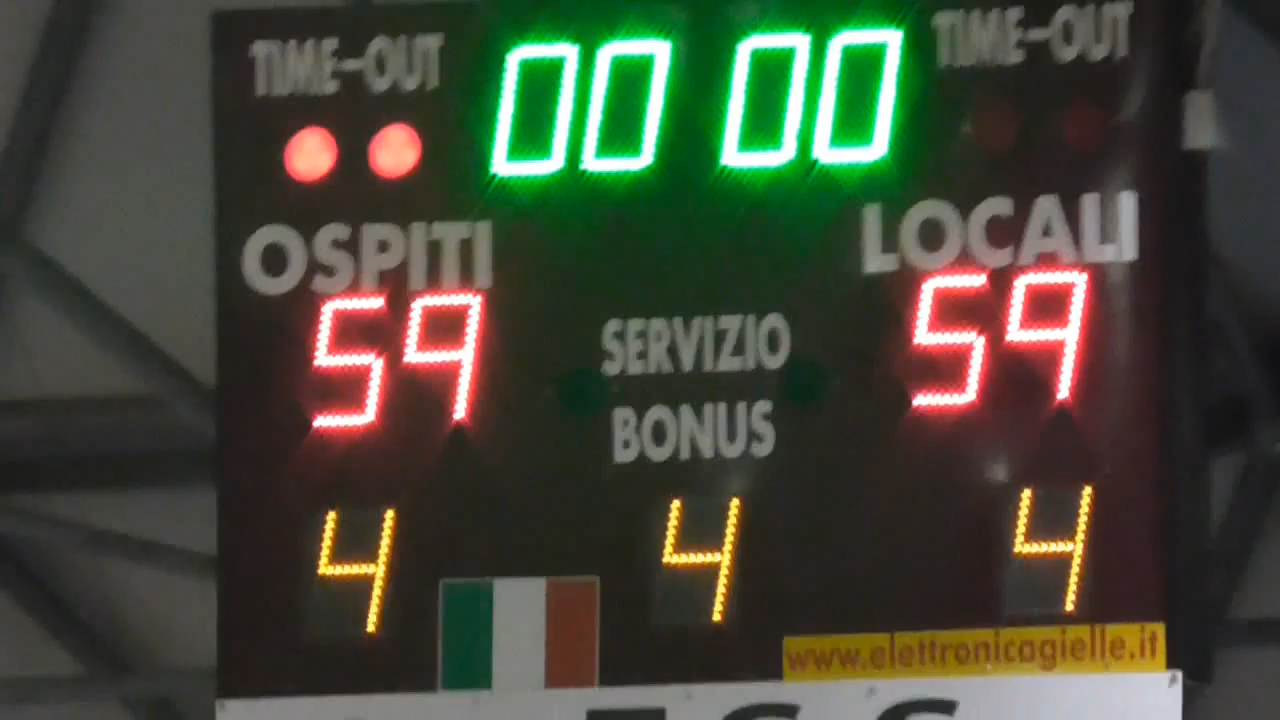 TIME-OUT 00 00 TIME-OUT
OSPITI LOCALI
59 SERVIZIO 59
BONUS
4 4 4
www.elettronicagielle.it